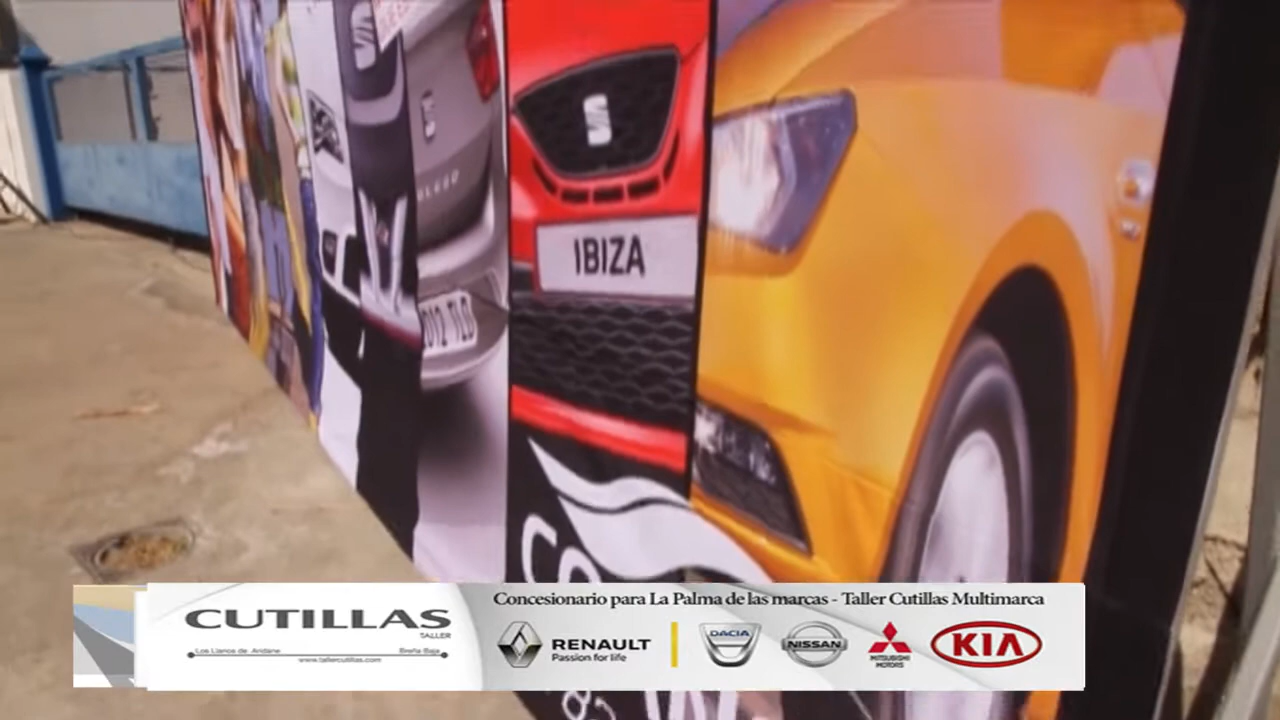 IBIZA
CUTILLAS
TALLER
Los Llanos de Aridane
Breña Baja
www.tallercutillas.com
Concesionario para La Palma de las marcas - Taller Cutillas Multimarca
RENAULT
Passion for life
DACIA
NISSAN
MITSUBISHI
MOTORS
KIA